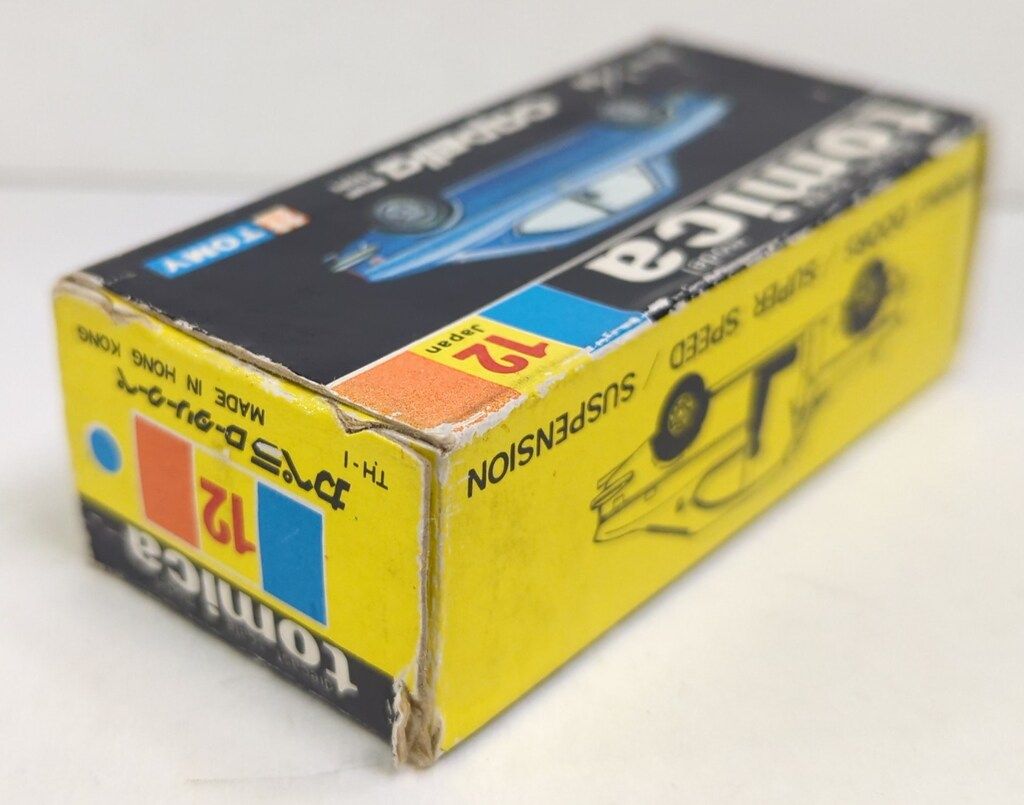 tomica
capella
TOMY
12
Japan
DOORS / SUPER SPEED / SUSPENSION
tomica
12
TH-1
カペラロータリークーペ
MADE IN HONG KONG